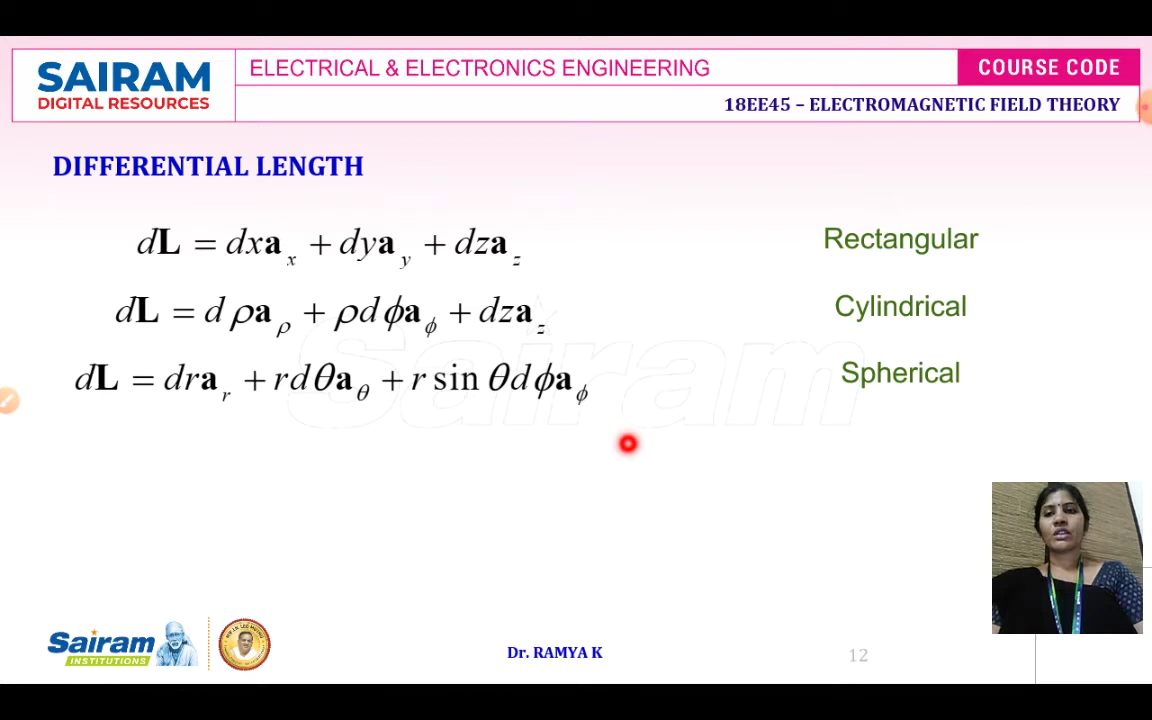 SAIRAM
DIGITAL RESOURCES
ELECTRICAL & ELECTRONICS ENGINEERING
COURSE CODE
18EE45 – ELECTROMAGNETIC FIELD THEORY
DIFFERENTIAL LENGTH
dL = dxa_x + dya_y + dza_z
Rectangular
dL = dρa_ρ + ρdϕa_ϕ + dza_z
Cylindrical
dL = dra_r + rdθa_θ + r sin θdϕa_ϕ
Spherical
Sairam
Sairam
INSTITUTIONS
Dr. RAMYA K
12